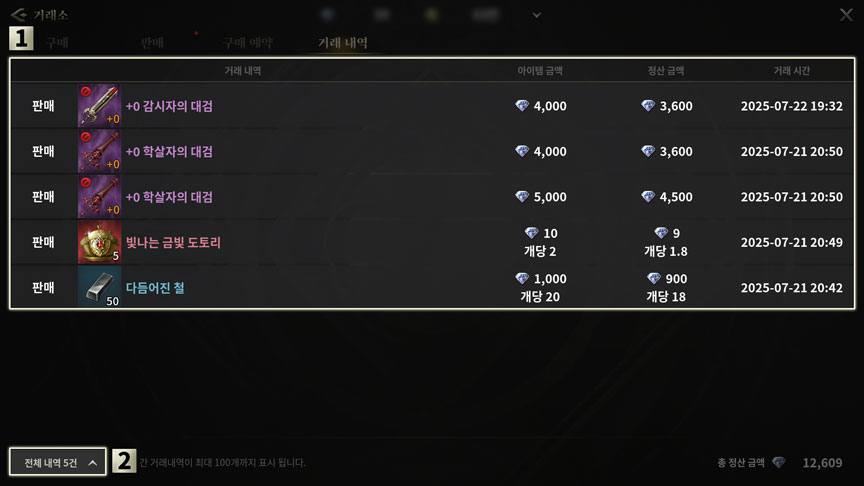 거래소
1
구매 판매 구매 예약 거래 내역
거래 내역 아이템 금액 정산 금액 거래 시간
판매 +0 +0 감시자의 대검 4,000 3,600 2025-07-22 19:32
판매 +0 +0 학살자의 대검 4,000 3,600 2025-07-21 20:50
판매 +0 +0 학살자의 대검 5,000 4,500 2025-07-21 20:50
판매 5 빛나는 금빛 도토리 10 9 2025-07-21 20:49
개당 2 개당 1.8
판매 50 다듬어진 철 1,000 900 2025-07-21 20:42
개당 20 개당 18
전체 내역 5건 2 간 거래내역이 최대 100개까지 표시 됩니다. 총 정산 금액 12,609